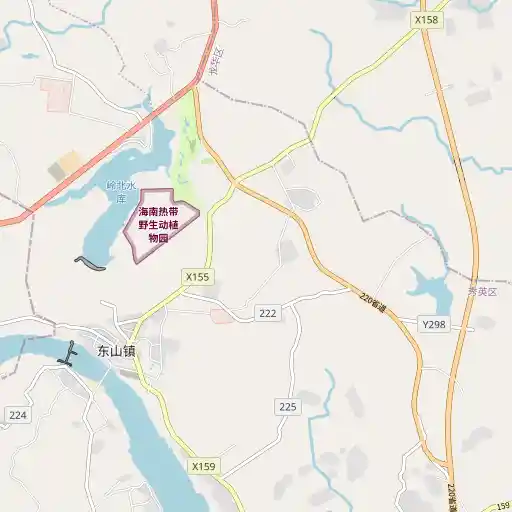 X158
龙华区
岭北水
库
海南热带
野生动植
物园
X155
222
220省道
秀英区
Y298
东山镇
225
224
X159
220省道
159